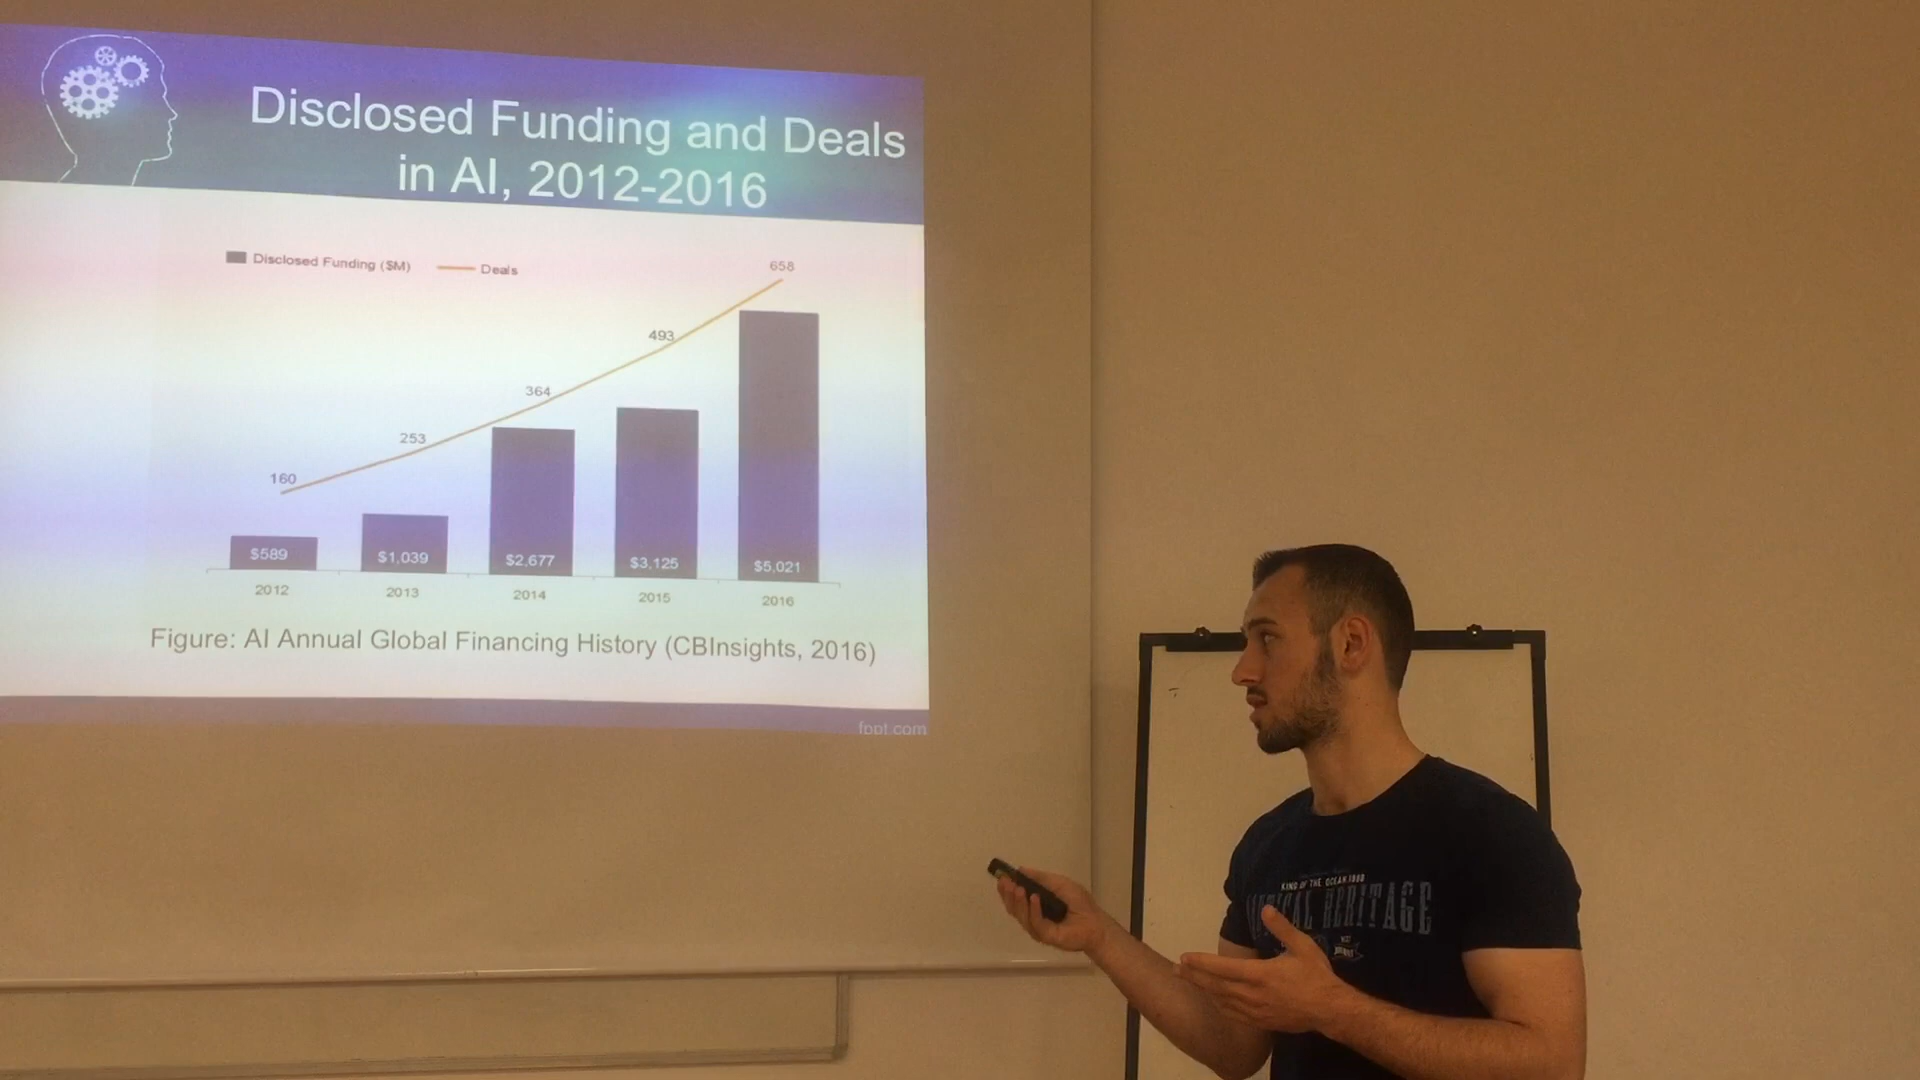 Disclosed Funding and Deals
in AI, 2012-2016
Disclosed Funding ($M)
Deals
658
493
364
253
160
$589
$1,039
$2,677
$3,125
$5,021
2012
2013
2014
2015
2016
Figure: AI Annual Global Financing History (CBInsights, 2016)
fppt.com
KING OF THE OCEAN 1998
HERITAGE